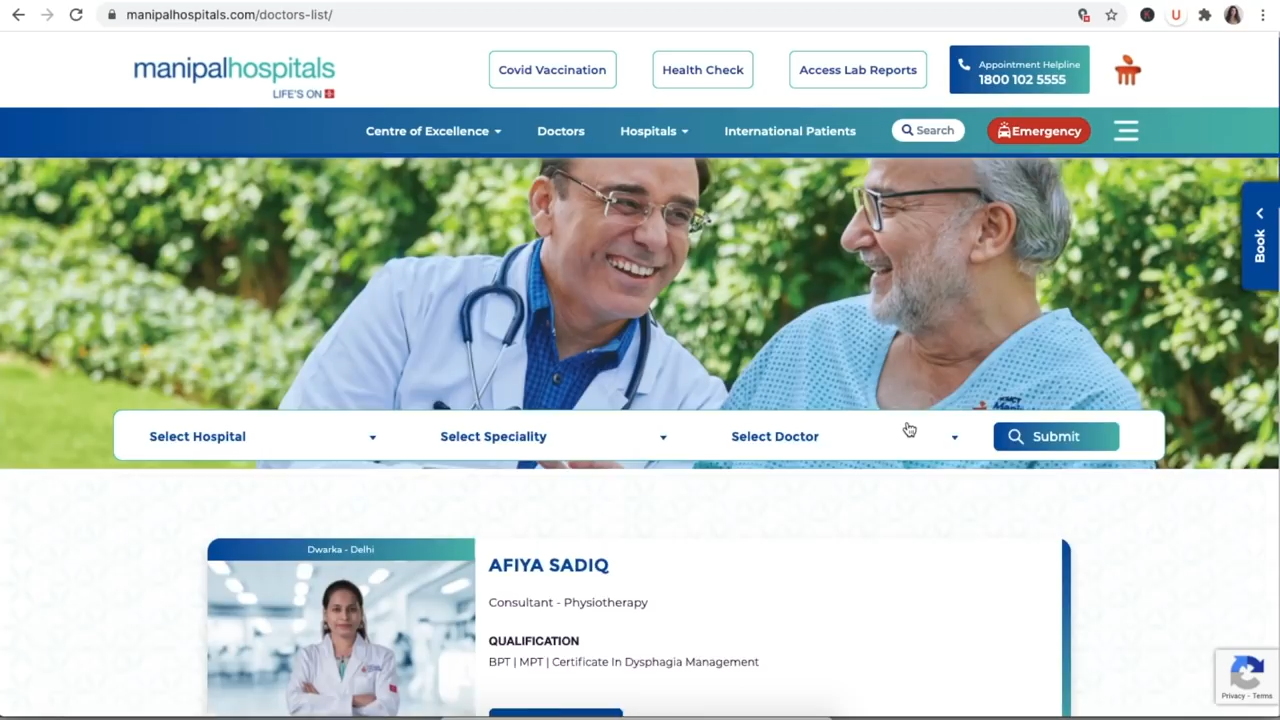 manipalhospitals.com/doctors-list/
U
manipalhospitals
LIFE'S ON
Covid Vaccination
Health Check
Access Lab Reports
Appointment Helpline
1800 102 5555
Centre of Excellence
Doctors
Hospitals
International Patients
Search
Emergency
Book
Select Hospital
Select Speciality
Select Doctor
Submit
Dwarka - Delhi
AFIYA SADIQ
Consultant - Physiotherapy
QUALIFICATION
BPT | MPT | Certificate In Dysphagia Management
Privacy - Terms